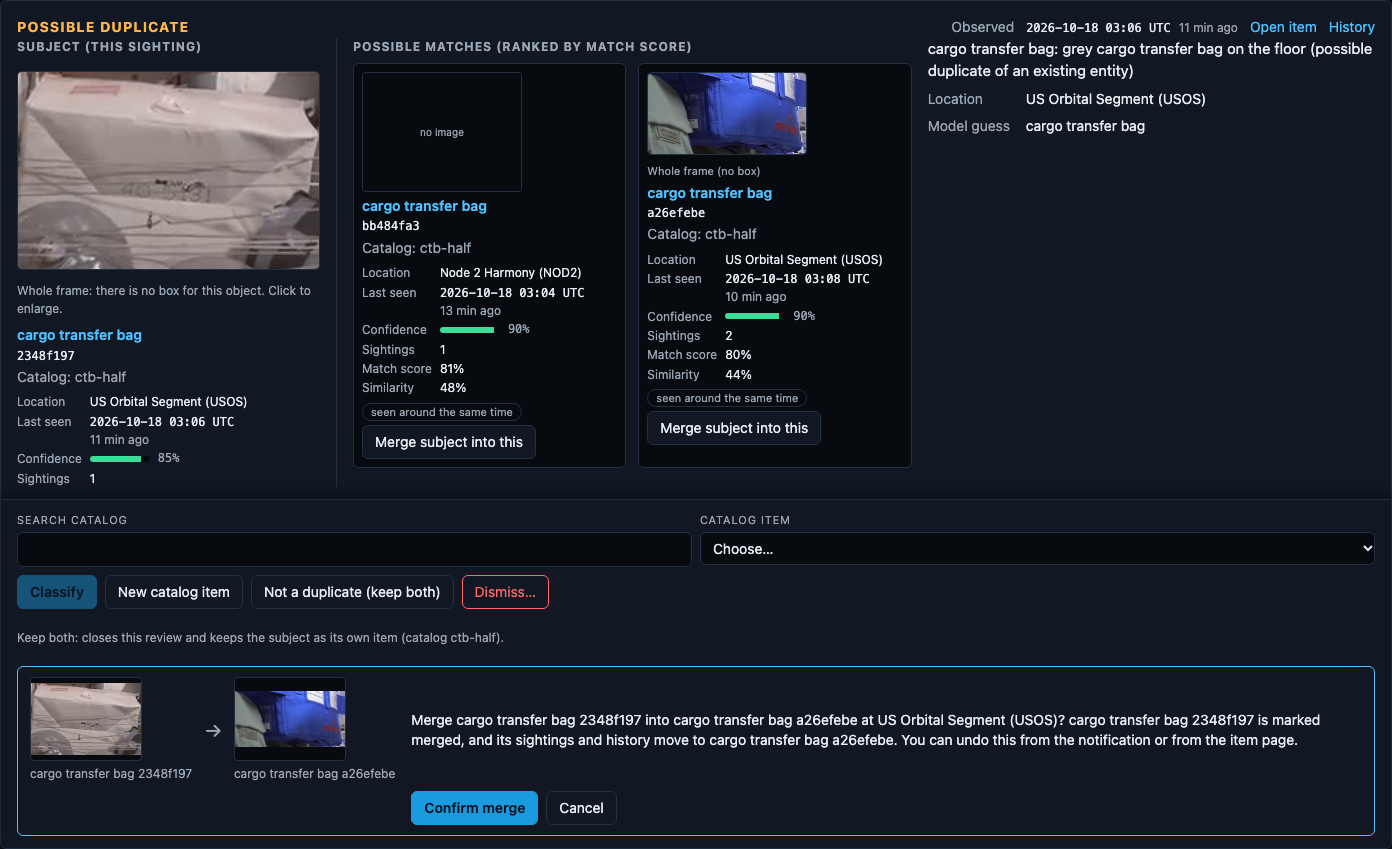 POSSIBLE DUPLICATE
Observed 2026-10-18 03:06 UTC 11 min ago Open item History
SUBJECT (THIS SIGHTING)
POSSIBLE MATCHES (RANKED BY MATCH SCORE)
cargo transfer bag: grey cargo transfer bag on the floor (possible
duplicate of an existing entity)
Location US Orbital Segment (USOS)
Model guess cargo transfer bag
Whole frame: there is no box for this object. Click to
enlarge.
cargo transfer bag
2348f197
Catalog: ctb-half
Location US Orbital Segment (USOS)
Last seen 2026-10-18 03:06 UTC
11 min ago
Confidence 85%
Sightings 1
no image
cargo transfer bag
bb484fa3
Catalog: ctb-half
Location Node 2 Harmony (NOD2)
Last seen 2026-10-18 03:04 UTC
13 min ago
Confidence 90%
Sightings 1
Match score 81%
Similarity 48%
seen around the same time
Merge subject into this
Whole frame (no box)
cargo transfer bag
a26efebe
Catalog: ctb-half
Location US Orbital Segment (USOS)
Last seen 2026-10-18 03:08 UTC
10 min ago
Confidence 90%
Sightings 2
Match score 80%
Similarity 44%
seen around the same time
Merge subject into this
SEARCH CATALOG
CATALOG ITEM
Choose...
Classify
New catalog item
Not a duplicate (keep both)
Dismiss...
Keep both: closes this review and keeps the subject as its own item (catalog ctb-half).
cargo transfer bag 2348f197
→
cargo transfer bag a26efebe
Merge cargo transfer bag 2348f197 into cargo transfer bag a26efebe at US Orbital Segment (USOS)? cargo transfer bag 2348f197 is marked
merged, and its sightings and history move to cargo transfer bag a26efebe. You can undo this from the notification or from the item page.
Confirm merge
Cancel